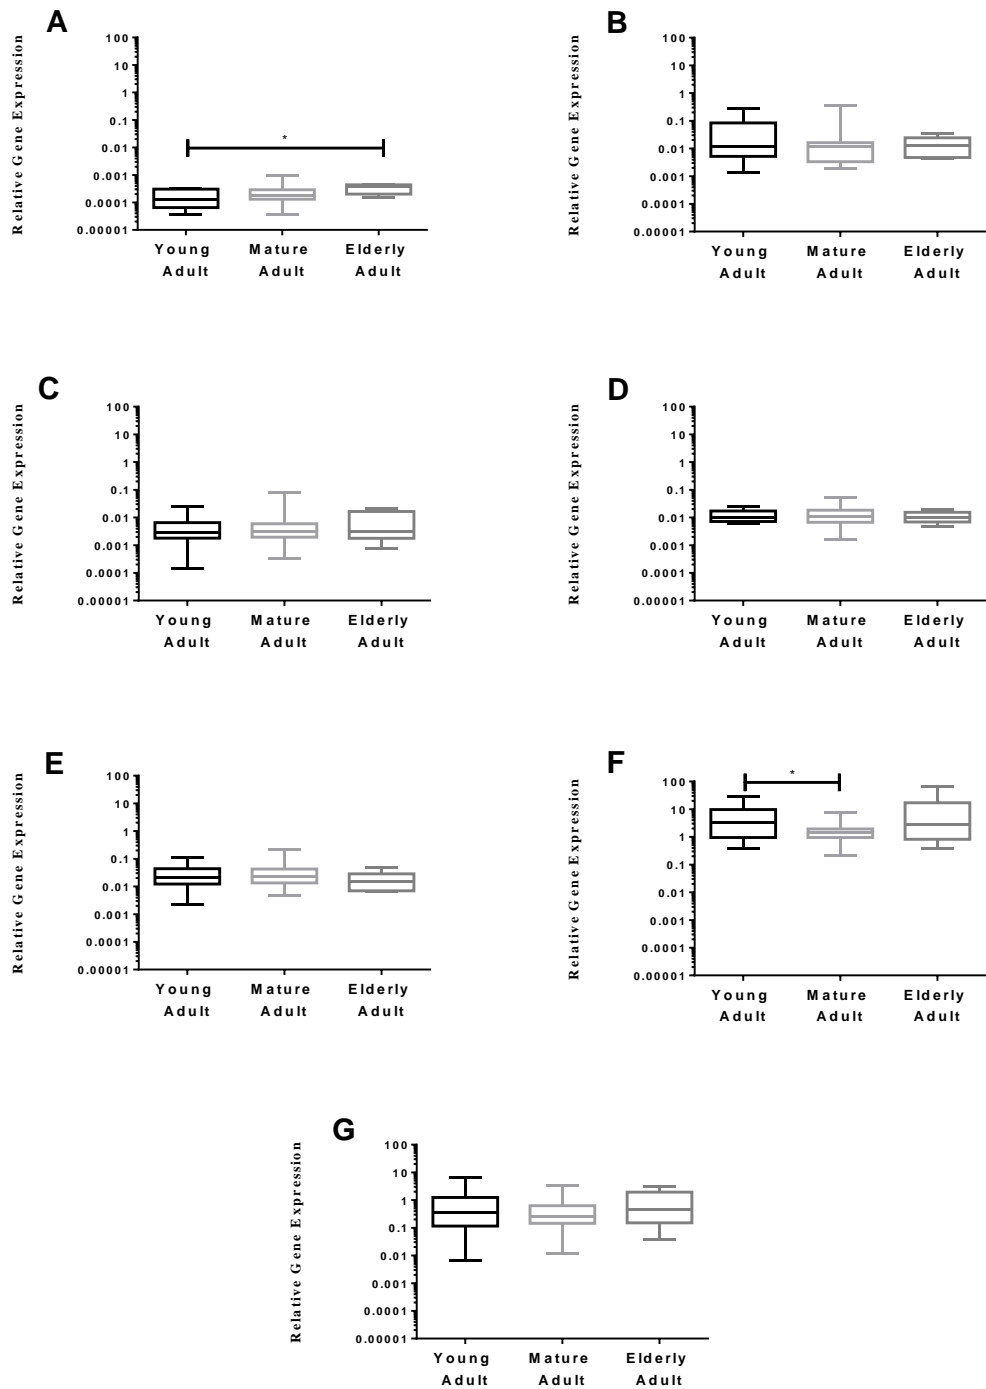 A
Relative Gene Expression
100
10
1
0.1
0.01
0.001
0.0001
0.00001
*
Young Adult
Mature Adult
Elderly Adult
B
Relative Gene Expression
100
10
1
0.1
0.01
0.001
0.0001
0.00001
Young Adult
Mature Adult
Elderly Adult
C
Relative Gene Expression
100
10
1
0.1
0.01
0.001
0.0001
0.00001
Young Adult
Mature Adult
Elderly Adult
D
Relative Gene Expression
100
10
1
0.1
0.01
0.001
0.0001
0.00001
Young Adult
Mature Adult
Elderly Adult
E
Relative Gene Expression
100
10
1
0.1
0.01
0.001
0.0001
0.00001
Young Adult
Mature Adult
Elderly Adult
F
Relative Gene Expression
100
10
1
0.1
0.01
0.001
0.0001
0.00001
*
Young Adult
Mature Adult
Elderly Adult
G
Relative Gene Expression
100
10
1
0.1
0.01
0.001
0.0001
0.00001
Young Adult
Mature Adult
Elderly Adult